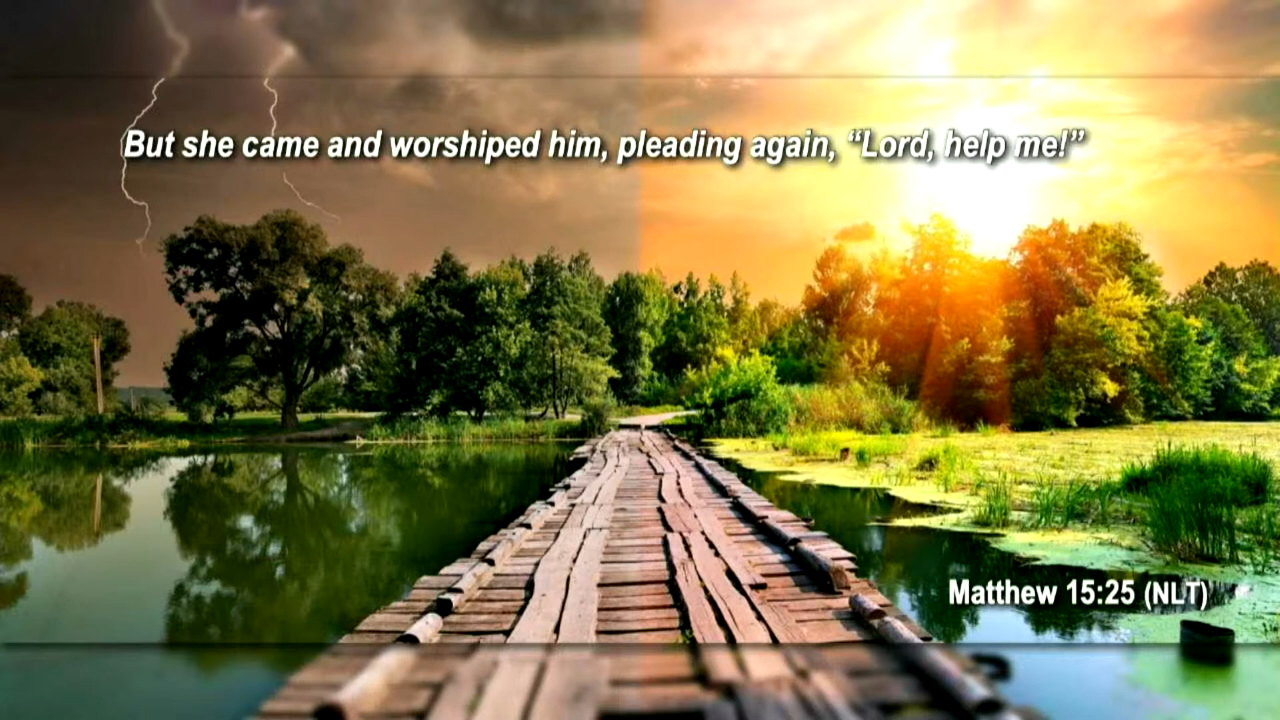 But she came and worshiped him, pleading again, “Lord, help me!”
Matthew 15:25 (NLT)